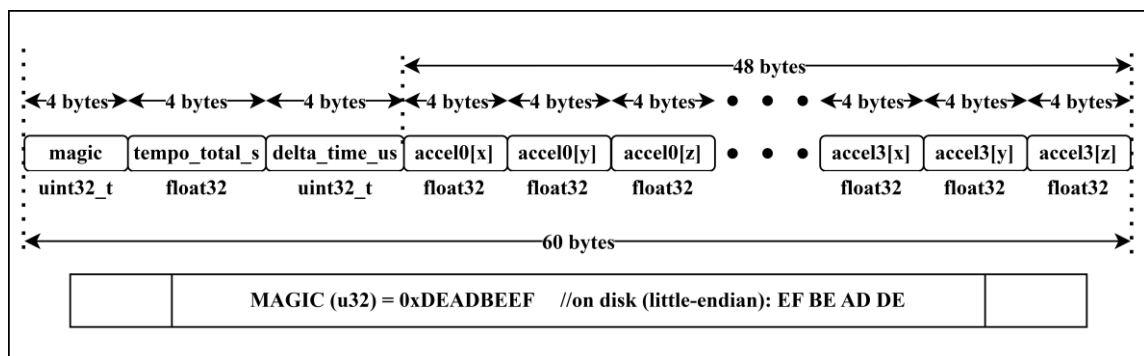 48 bytes
4 bytes 4 bytes 4 bytes 4 bytes 4 bytes 4 bytes 4 bytes 4 bytes 4 bytes
magic tempo_total_s delta_time_us accel0[x] accel0[y] accel0[z] accel3[x] accel3[y] accel3[z]
uint32_t float32 uint32_t float32 float32 float32 float32 float32 float32
60 bytes
MAGIC (u32) = 0xDEADBEEF //on disk (little-endian): EF BE AD DE